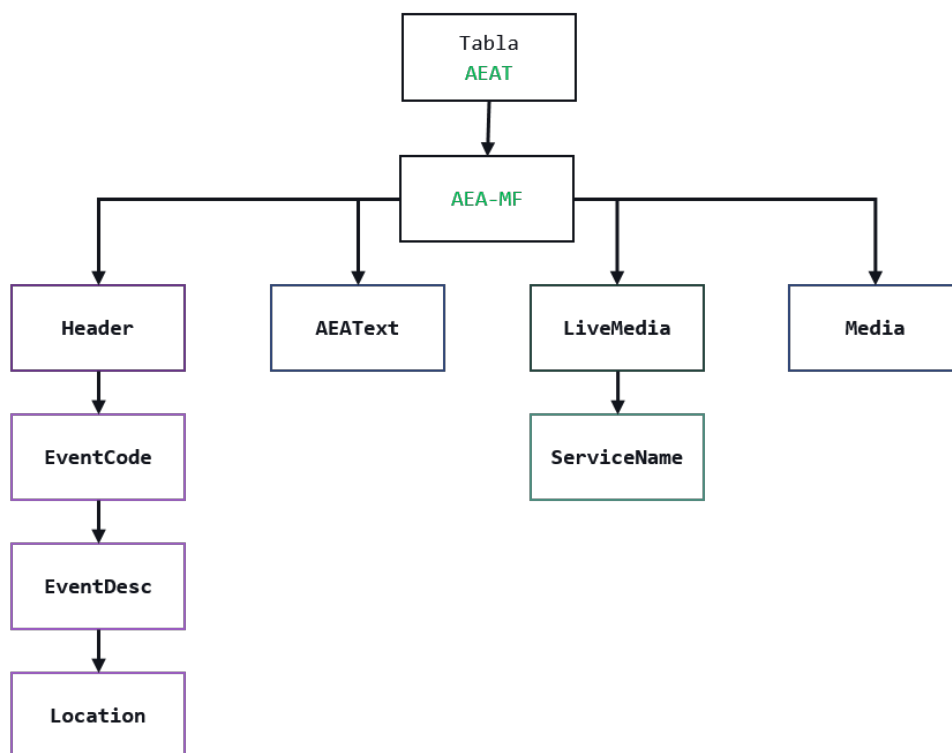 Tabla
AEAT
AEA-MF
Header
AEAText
LiveMedia
Media
EventCode
ServiceName
EventDesc
Location